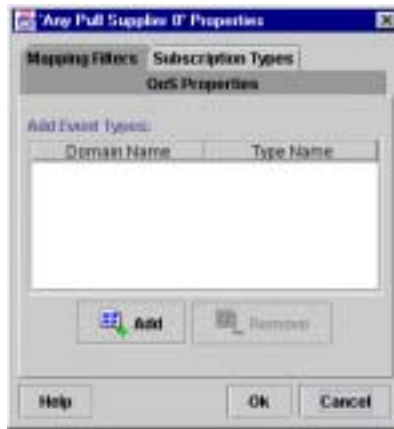 'Any Pull Supplier 0' Properties
Mapping Filters Subscription Types
QoS Properties
Add Event Types:
Domain Name Type Name
Add Remove
Help Ok Cancel